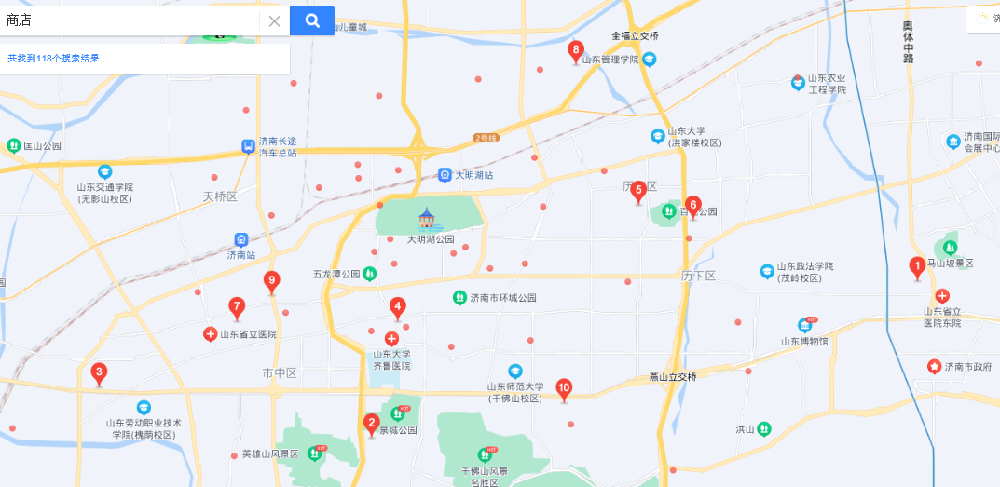 商店
共找到118个搜索结果
山儿童城
全福立交桥
奥体中路
济
8
山东管理学院
山东农业
工程学院
2号线
山东大学
(洪家楼校区)
济南国际
会展中心
匡山公园
济南长途
汽车总站
山东交通学院
(无影山校区)
天桥区
大明湖站
5
6
大明湖公园
济南站
五龙潭公园
9
济南市环城公园
历下区
山东政法学院
(茂岭校区)
1
马山坡景区
园
7
山东省立医院
4
山东大学
齐鲁医院
山东省立
医院东院
HOT
山东博物馆
3
市中区
山东师范大学
(千佛山校区)
10
燕山立交桥
济南市政府
山东劳动职业技术
学院(槐荫校区)
2
HOT
泉城公园
洪山
英雄山风景区
HOT
HOT
千佛山风景
名胜区